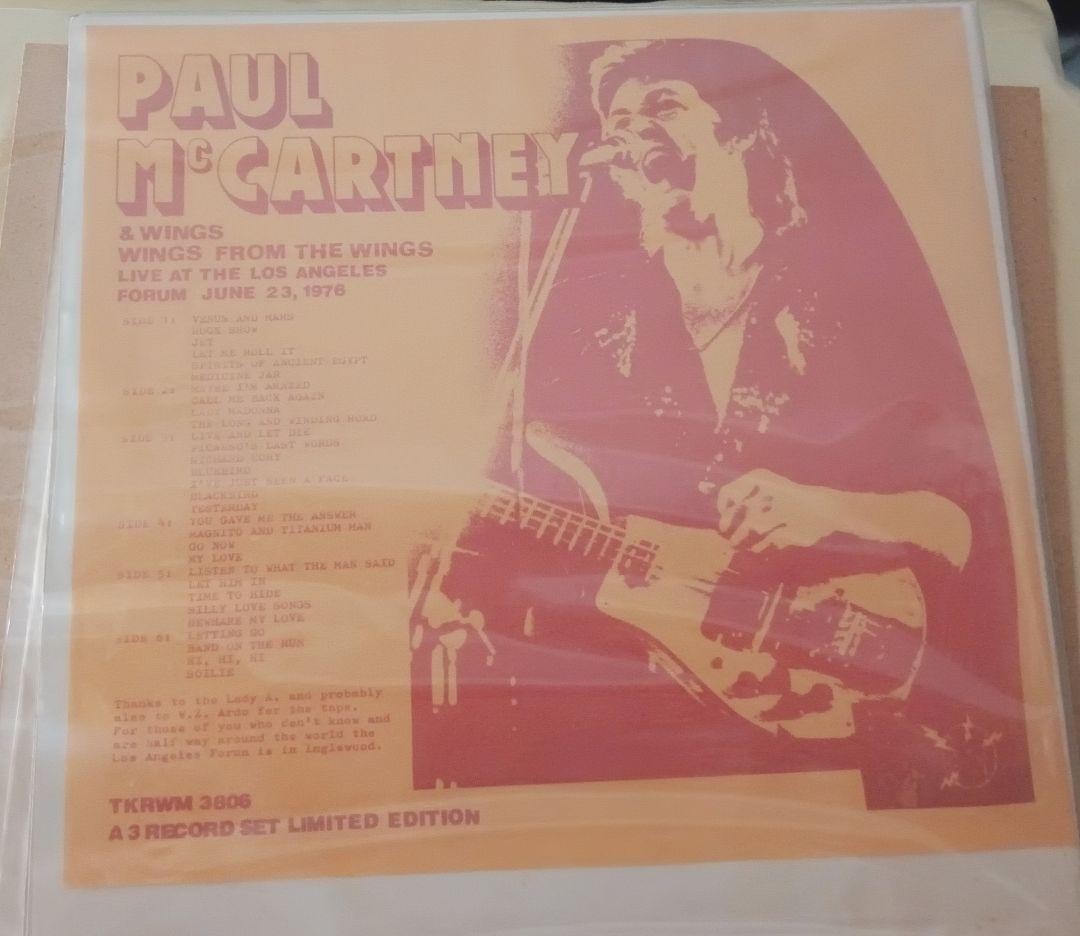 PAUL
McCARTNEY
& WINGS
WINGS FROM THE WINGS
LIVE AT THE LOS ANGELES
FORUM JUNE 23, 1976
SIDE 1: VENUS AND MARS
ROCK SHOW
JET
LET ME ROLL IT
SPIRITS OF ANCIENT EGYPT
MEDICINE JAR
SIDE 2: MAYBE I'M AMAZED
CALL ME BACK AGAIN
LADY MADONNA
THE LONG AND WINDING ROAD
SIDE 3: LIVE AND LET DIE
PICASSO'S LAST WORDS
RICHARD CORY
BLUEBIRD
I'VE JUST SEEN A FACE
BLACKBIRD
YESTERDAY
SIDE 4: YOU GAVE ME THE ANSWER
MAGNETO AND TITANIUM MAN
GO NOW
MY LOVE
SIDE 5: LISTEN TO WHAT THE MAN SAID
LET HIM IN
TIME TO HIDE
SILLY LOVE SONGS
BEWHARE MY LOVE
SIDE 6: LETTING GO
BAND ON THE RUN
HI, HI, HI
SOILIE
Thanks to the Lady A. and probably
also to W.Z. Ardo for the tape.
For those of you who don't know and
are half way around the world the
Los Angeles Forum is in Inglewood.
TKRWM 3806
A 3 RECORD SET LIMITED EDITION